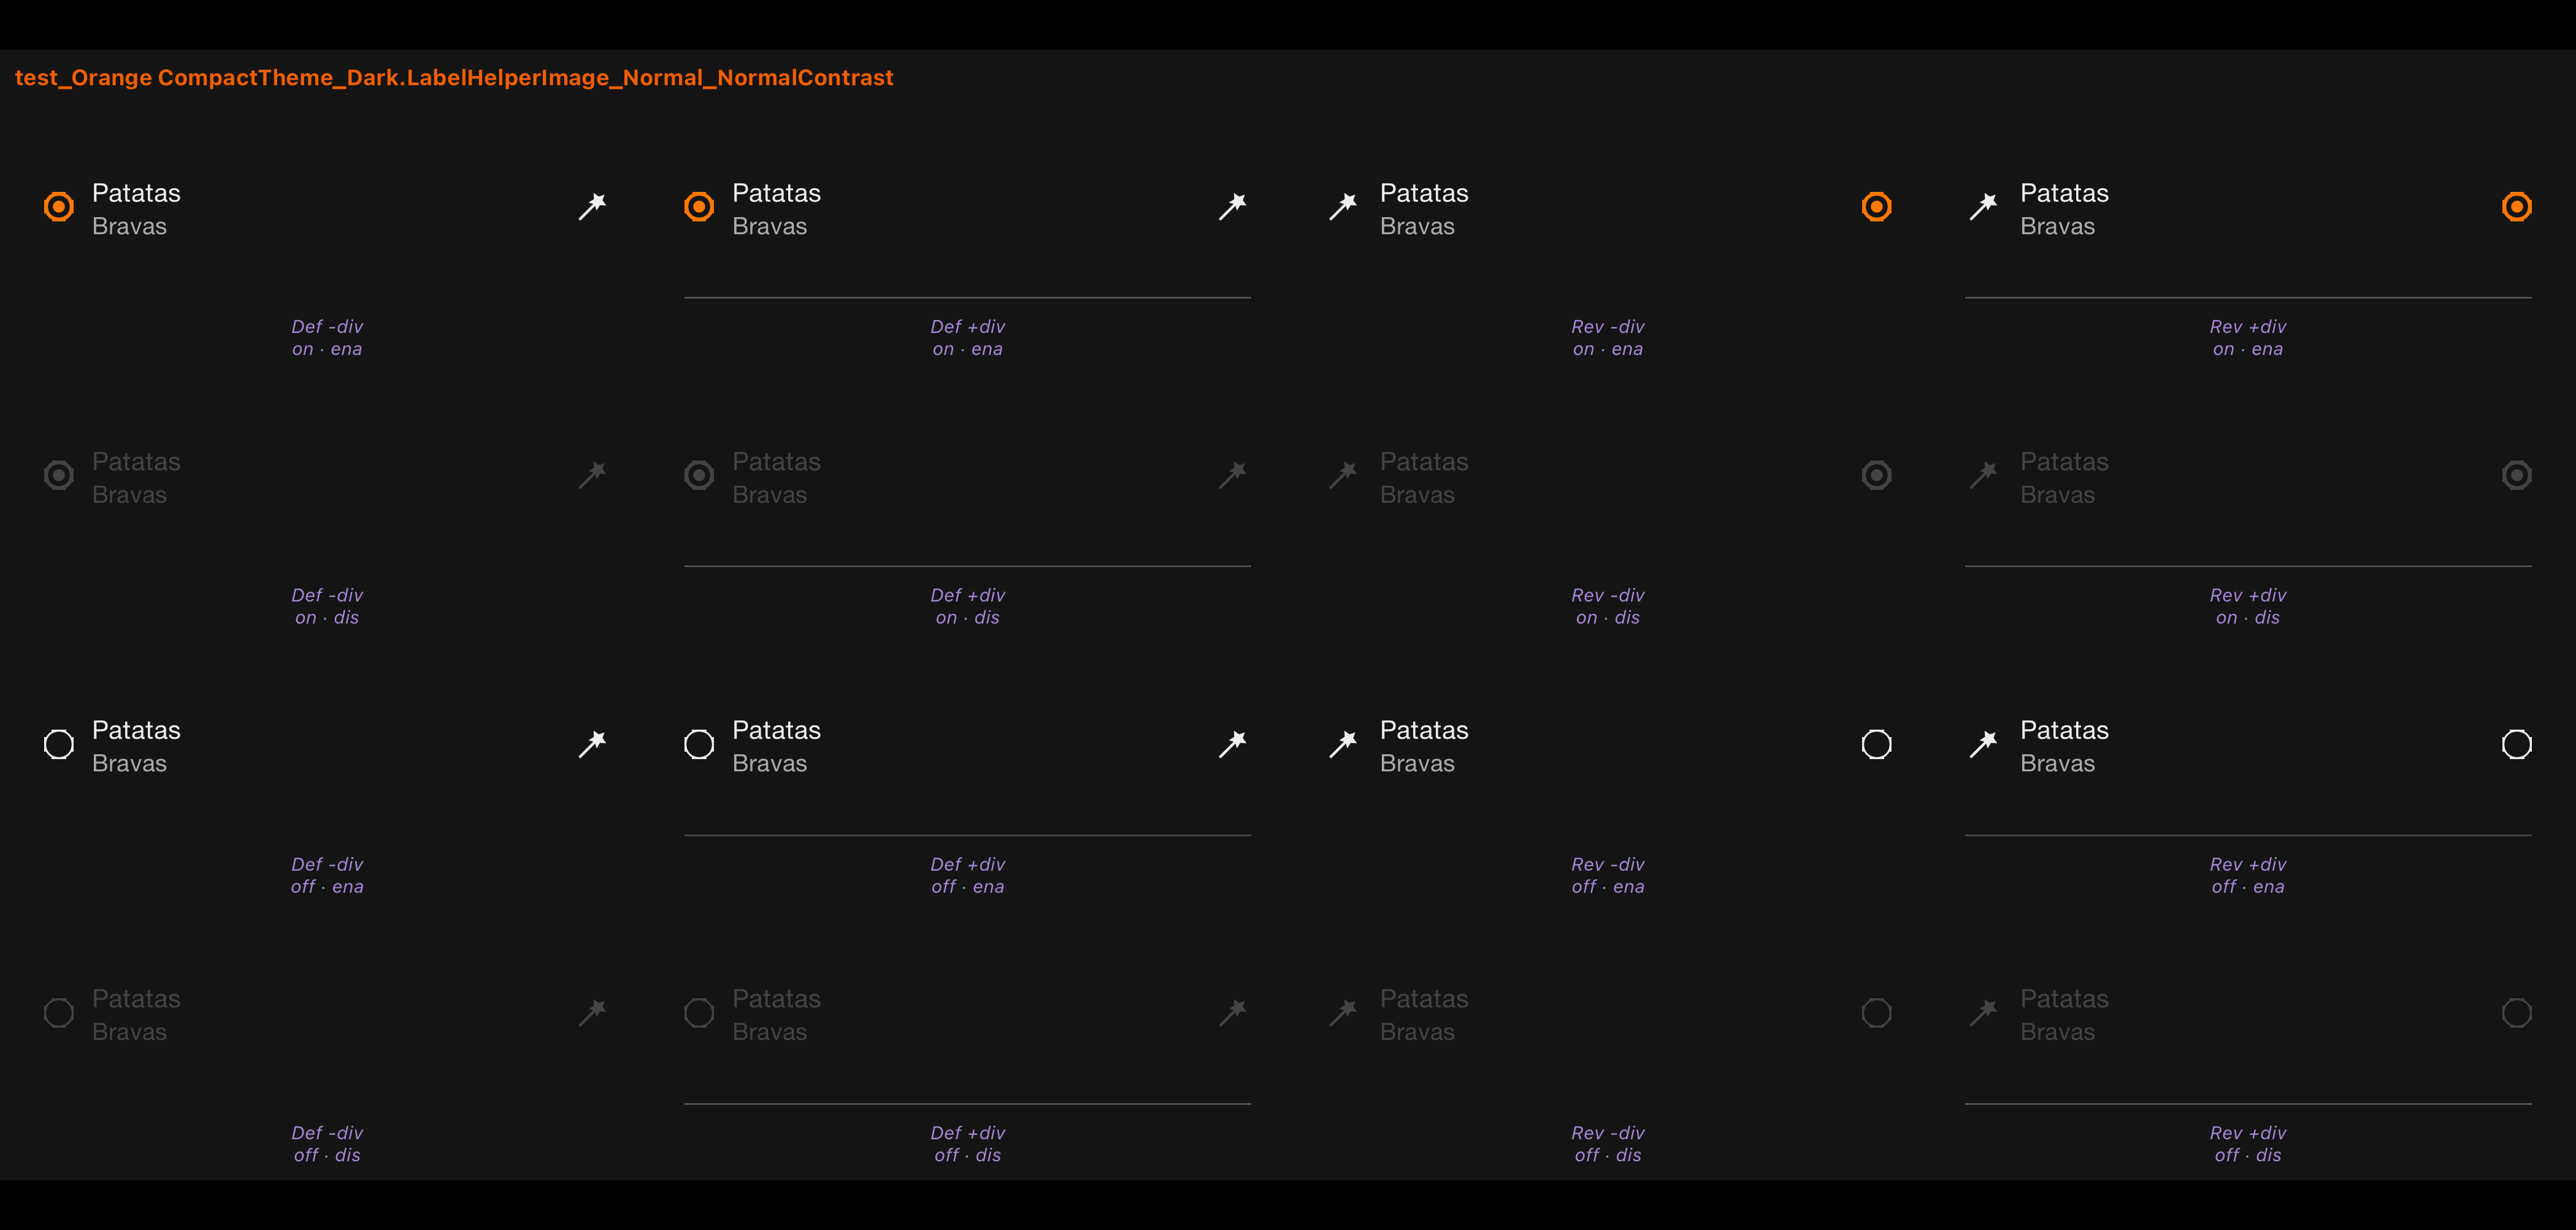 test_Orange CompactTheme_Dark.LabelHelperImage_Normal_NormalContrast
Patatas
Bravas
Def -div
on · ena
Patatas
Bravas
Def +div
on · ena
Patatas
Bravas
Rev -div
on · ena
Patatas
Bravas
Rev +div
on · ena
Patatas
Bravas
Def -div
on · dis
Patatas
Bravas
Def +div
on · dis
Patatas
Bravas
Rev -div
on · dis
Patatas
Bravas
Rev +div
on · dis
Patatas
Bravas
Def -div
off · ena
Patatas
Bravas
Def +div
off · ena
Patatas
Bravas
Rev -div
off · ena
Patatas
Bravas
Rev +div
off · ena
Patatas
Bravas
Def -div
off · dis
Patatas
Bravas
Def +div
off · dis
Patatas
Bravas
Rev -div
off · dis
Patatas
Bravas
Rev +div
off · dis